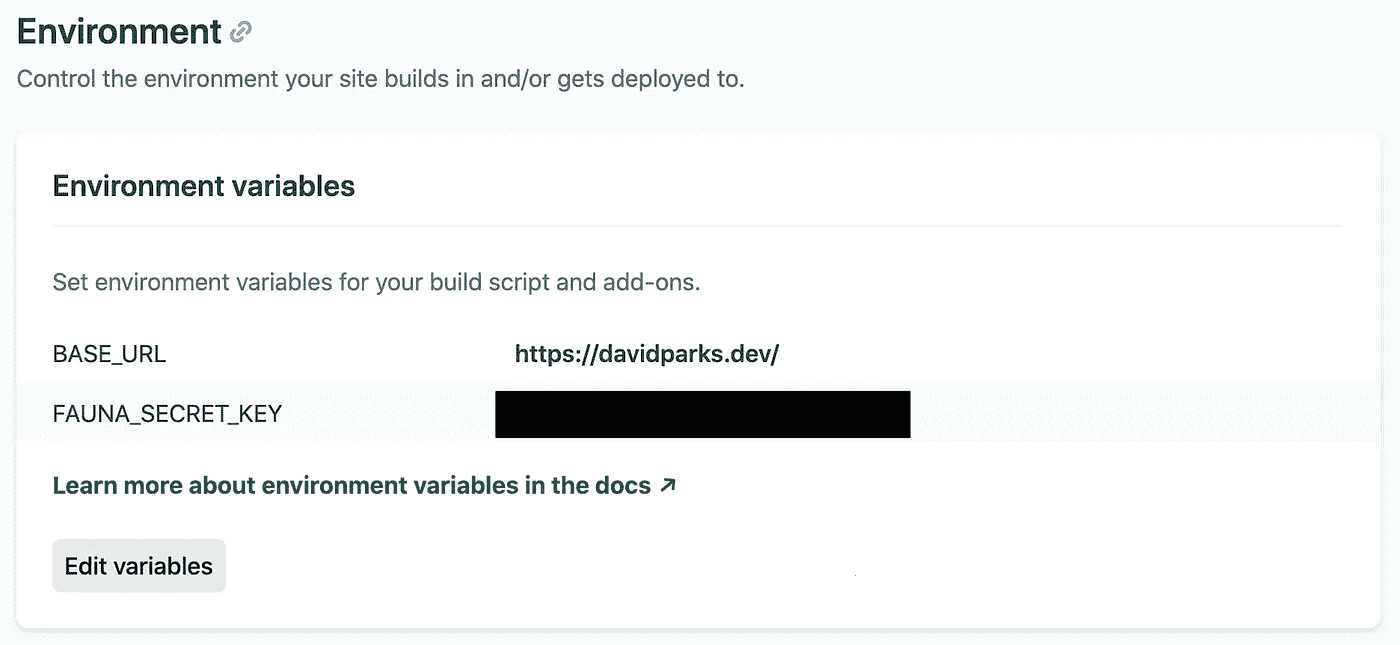 Environment
Control the environment your site builds in and/or gets deployed to.
Environment variables
Set environment variables for your build script and add-ons.
BASE_URL https://davidparks.dev/
FAUNA_SECRET_KEY
Learn more about environment variables in the docs ↗
Edit variables